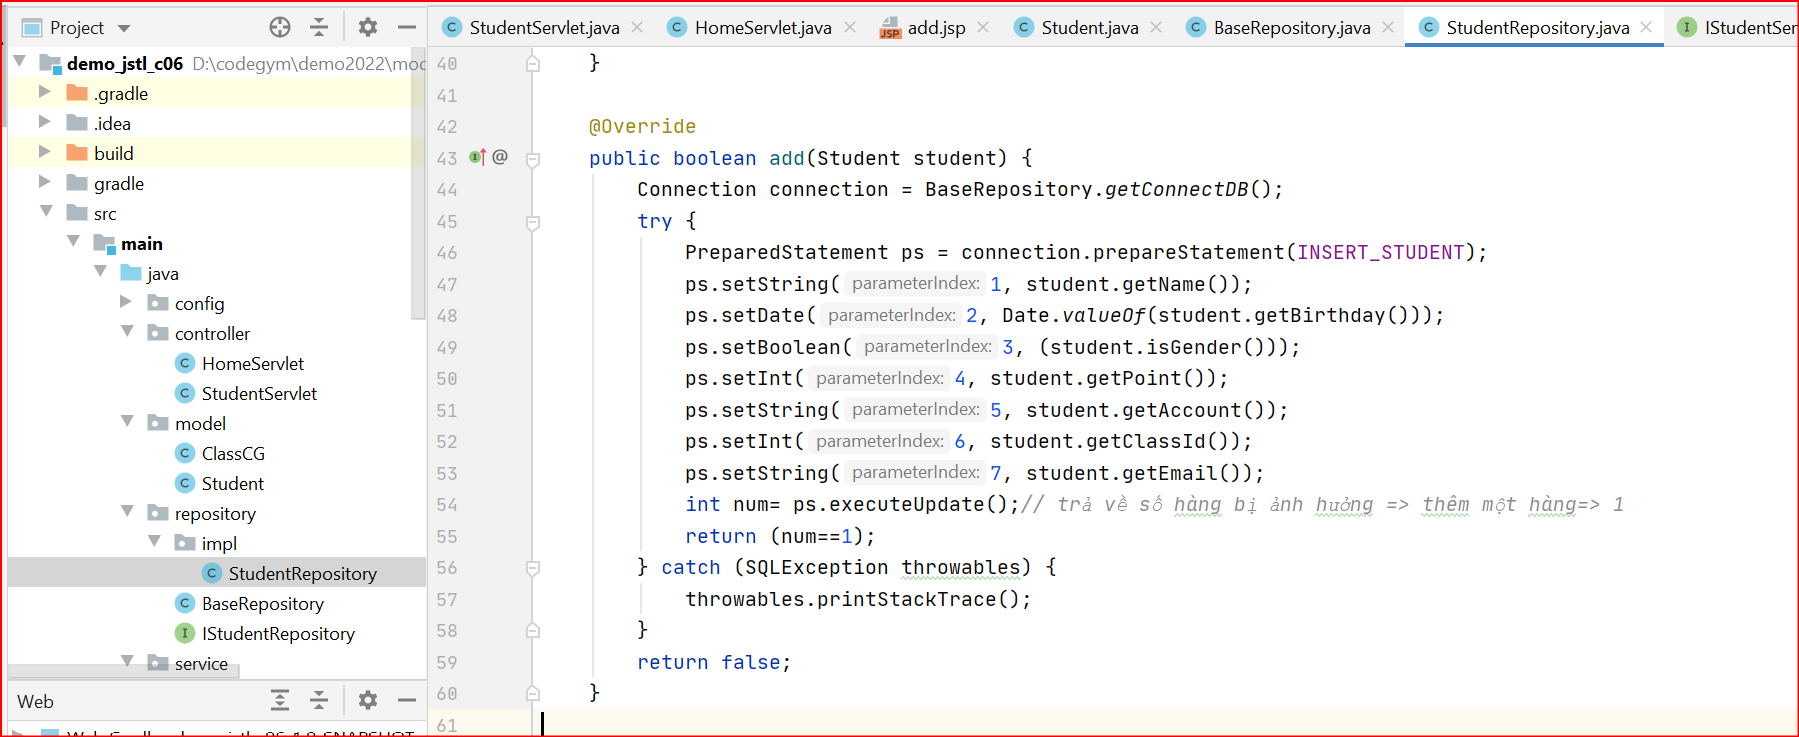 Project
StudentServlet.java
HomeServlet.java
add.jsp
Student.java
BaseRepository.java
StudentRepository.java
IStudentSer
demo_jstl_c06 D:\codegym\demo2022\mod
.gradle
.idea
build
gradle
src
main
java
config
controller
HomeServlet
StudentServlet
model
ClassCG
Student
repository
impl
StudentRepository
BaseRepository
IStudentRepository
service
Web
40 }
41
42 @Override
43 @ public boolean add(Student student) {
44 Connection connection = BaseRepository.getConnectDB();
45 try {
46 PreparedStatement ps = connection.prepareStatement(INSERT_STUDENT);
47 ps.setString( parameterIndex: 1, student.getName());
48 ps.setDate( parameterIndex: 2, Date.valueOf(student.getBirthday()));
49 ps.setBoolean( parameterIndex: 3, (student.isGender()));
50 ps.setInt( parameterIndex: 4, student.getPoint());
51 ps.setString( parameterIndex: 5, student.getAccount());
52 ps.setInt( parameterIndex: 6, student.getClassId());
53 ps.setString( parameterIndex: 7, student.getEmail());
54 int num= ps.executeUpdate();// trả về số hàng bị ảnh hưởng => thêm một hàng=> 1
55 return (num==1);
56 } catch (SQLException throwables) {
57 throwables.printStackTrace();
58 }
59 return false;
60 }
61